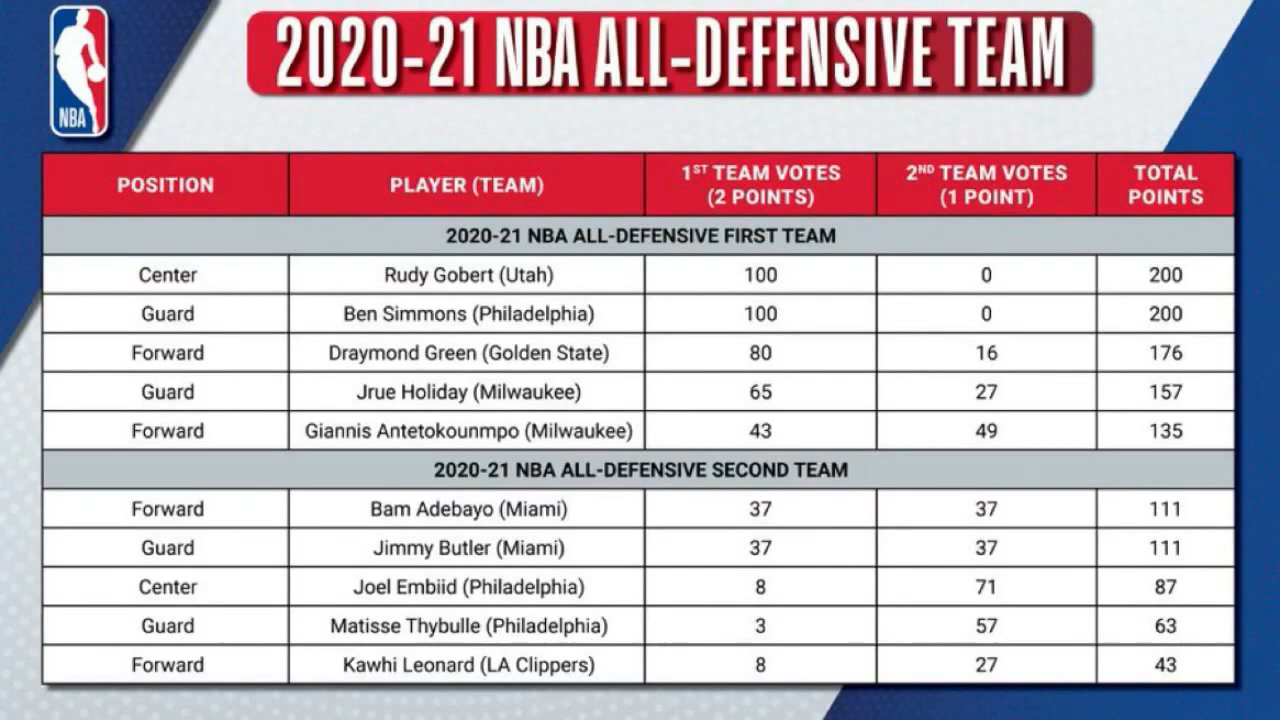 2020-21 NBA ALL-DEFENSIVE TEAM
NBA
POSITION PLAYER (TEAM) 1ST TEAM VOTES (2 POINTS) 2ND TEAM VOTES (1 POINT) TOTAL POINTS
2020-21 NBA ALL-DEFENSIVE FIRST TEAM
Center Rudy Gobert (Utah) 100 0 200
Guard Ben Simmons (Philadelphia) 100 0 200
Forward Draymond Green (Golden State) 80 16 176
Guard Jrue Holiday (Milwaukee) 65 27 157
Forward Giannis Antetokounmpo (Milwaukee) 43 49 135
2020-21 NBA ALL-DEFENSIVE SECOND TEAM
Forward Bam Adebayo (Miami) 37 37 111
Guard Jimmy Butler (Miami) 37 37 111
Center Joel Embiid (Philadelphia) 8 71 87
Guard Matisse Thybulle (Philadelphia) 3 57 63
Forward Kawhi Leonard (LA Clippers) 8 27 43